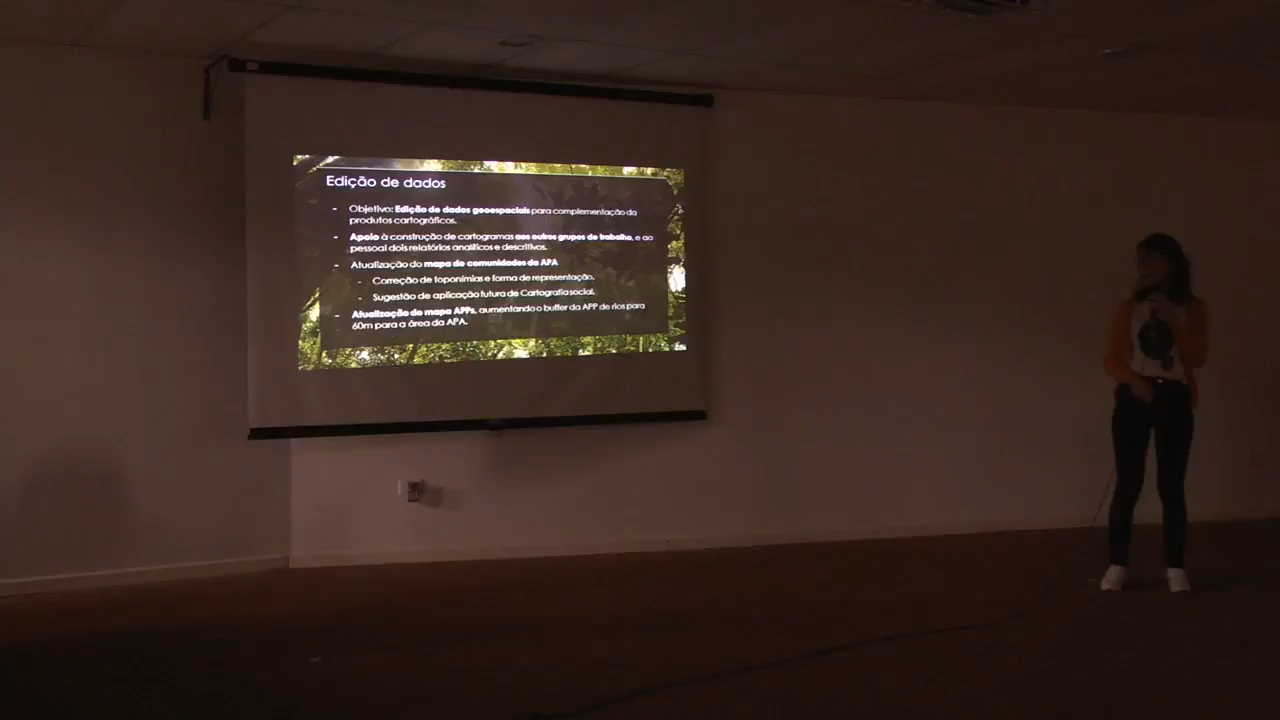 Edição de dados
- Objetivo: Edição de dados geoespaciais para complementação da
produtos cartográficos.
- Apoio à construção de cartogramas aos outros grupos de trabalho, e ao
pessoal dois relatórios analíticos e descritivos.
- Atualização do mapa de comunidades da APA
- Correção de toponímias e forma de representação.
- Sugestão de aplicação futura de Cartografia social.
- Atualização do mapa APPs, aumentando o buffer da APP de rios para
60m para a área da APA.